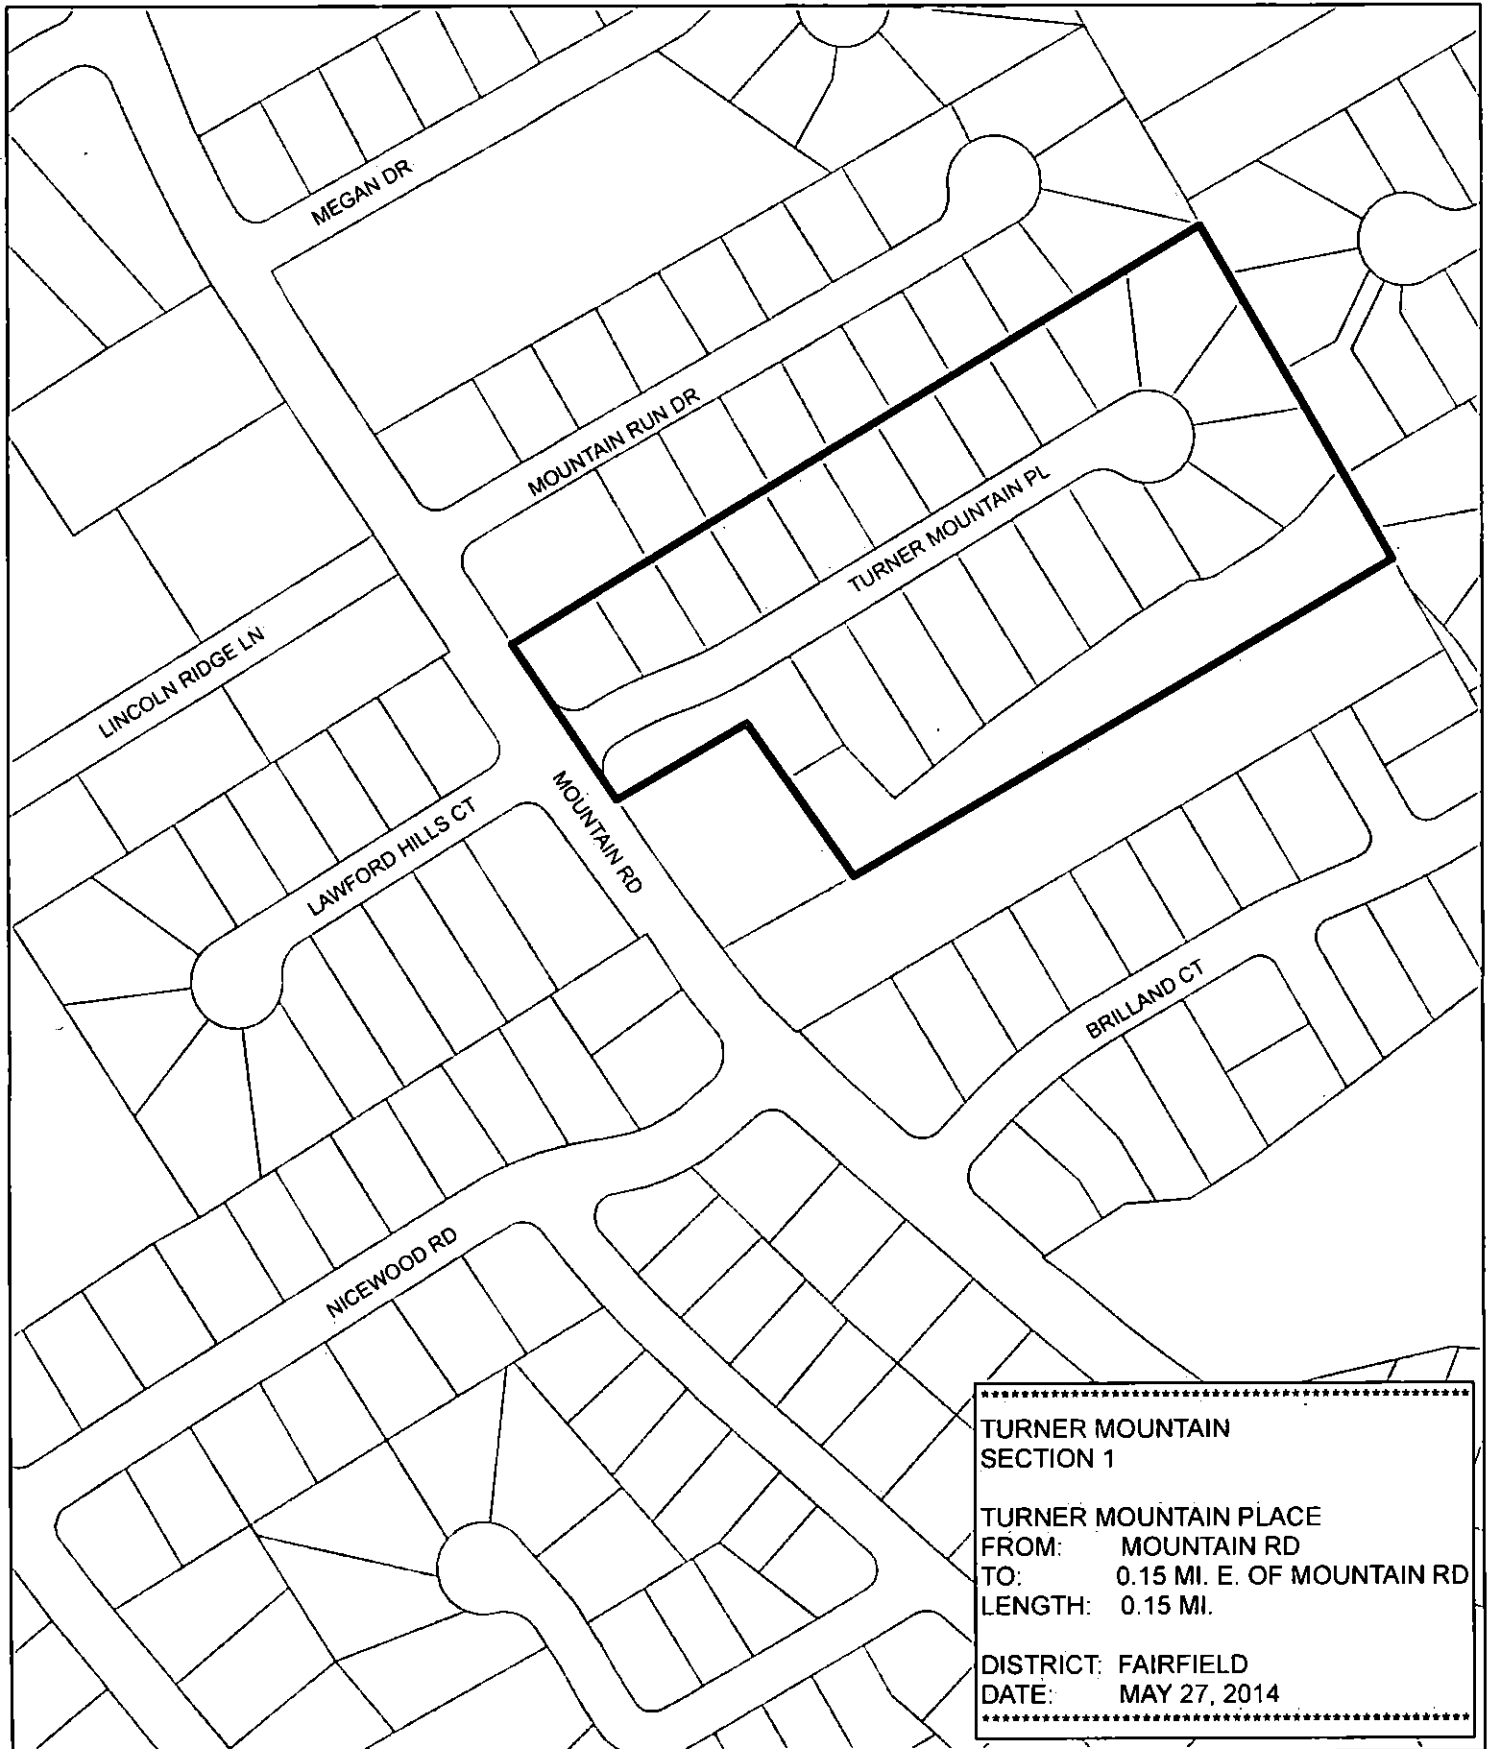 MEGAN DR
MOUNTAIN RUN DR
TURNER MOUNTAIN PL
LINCOLN RIDGE LN
MOUNTAIN RD
LAWFORD HILLS CT
BRILLAND CT
NICEWOOD RD
TURNER MOUNTAIN
SECTION 1
TURNER MOUNTAIN PLACE
FROM: MOUNTAIN RD
TO: 0.15 MI. E. OF MOUNTAIN RD
LENGTH: 0.15 MI.
DISTRICT: FAIRFIELD
DATE: MAY 27, 2014